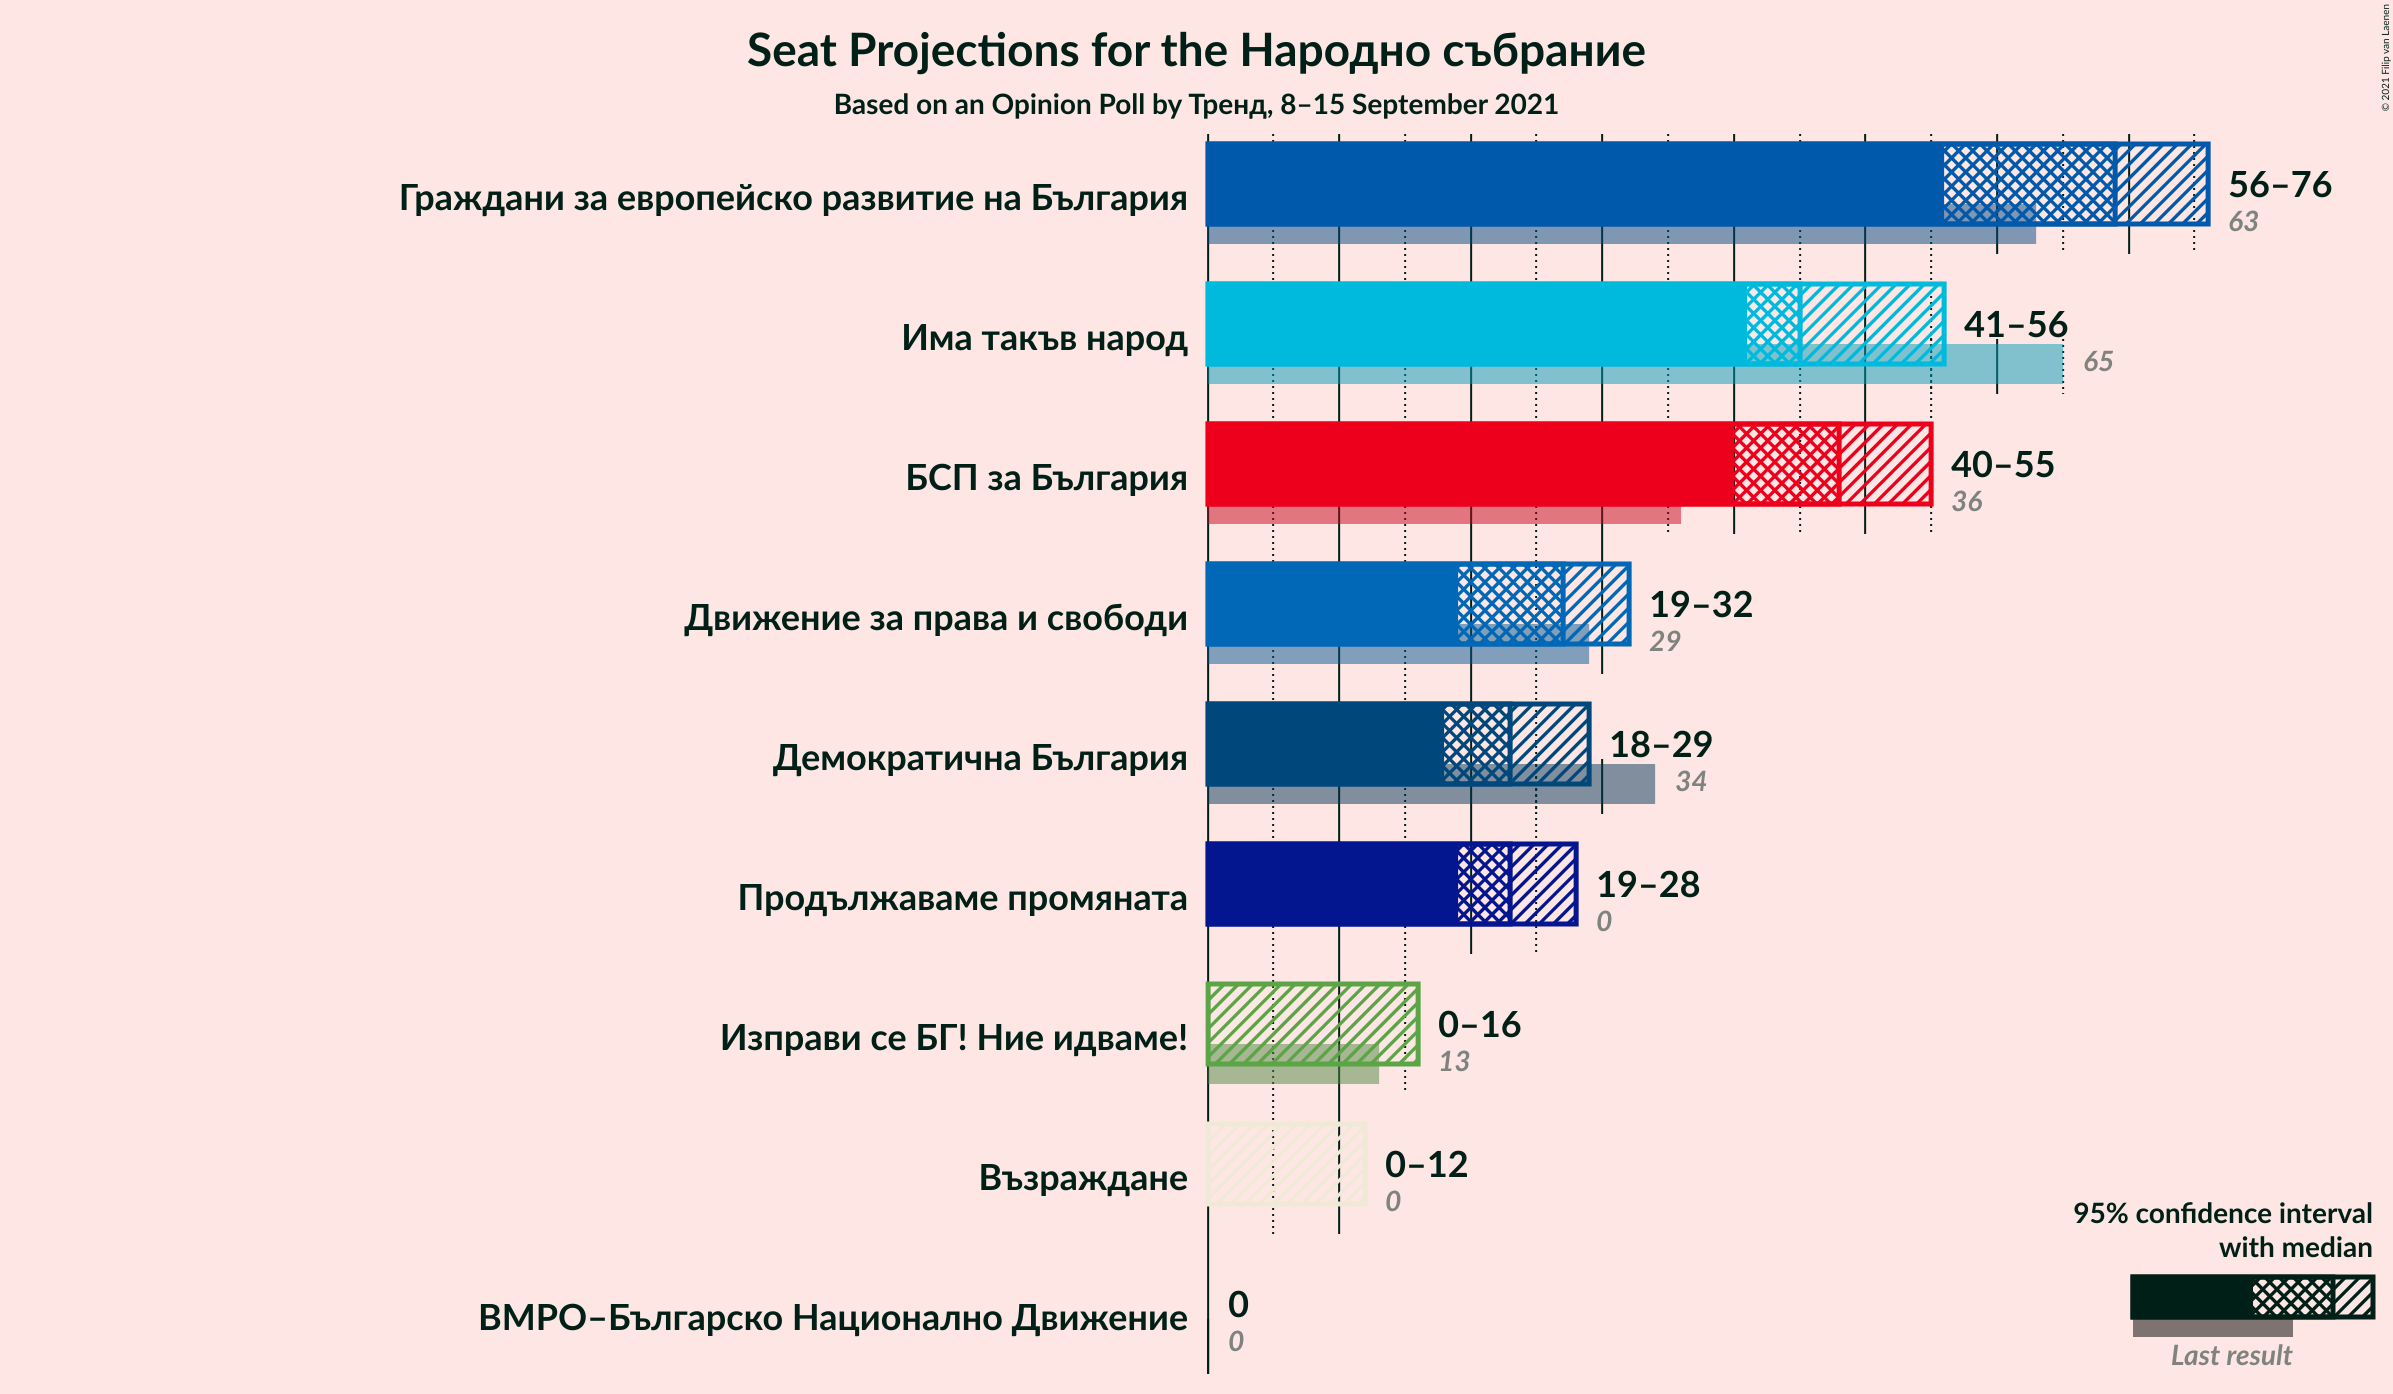 Seat Projections for the Народно събрание
Based on an Opinion Poll by Тренд, 8–15 September 2021
© 2021 Filip van Laenen
Граждани за европейско развитие на България
56–76
63
Има такъв народ
41–56
65
БСП за България
40–55
36
Движение за права и свободи
19–32
29
Демократична България
18–29
34
Продължаваме промяната
19–28
0
Изправи се БГ! Ние идваме!
0–16
13
Възраждане
0–12
0
ВМРО–Българско Национално Движение
0
0
95% confidence interval
with median
Last result